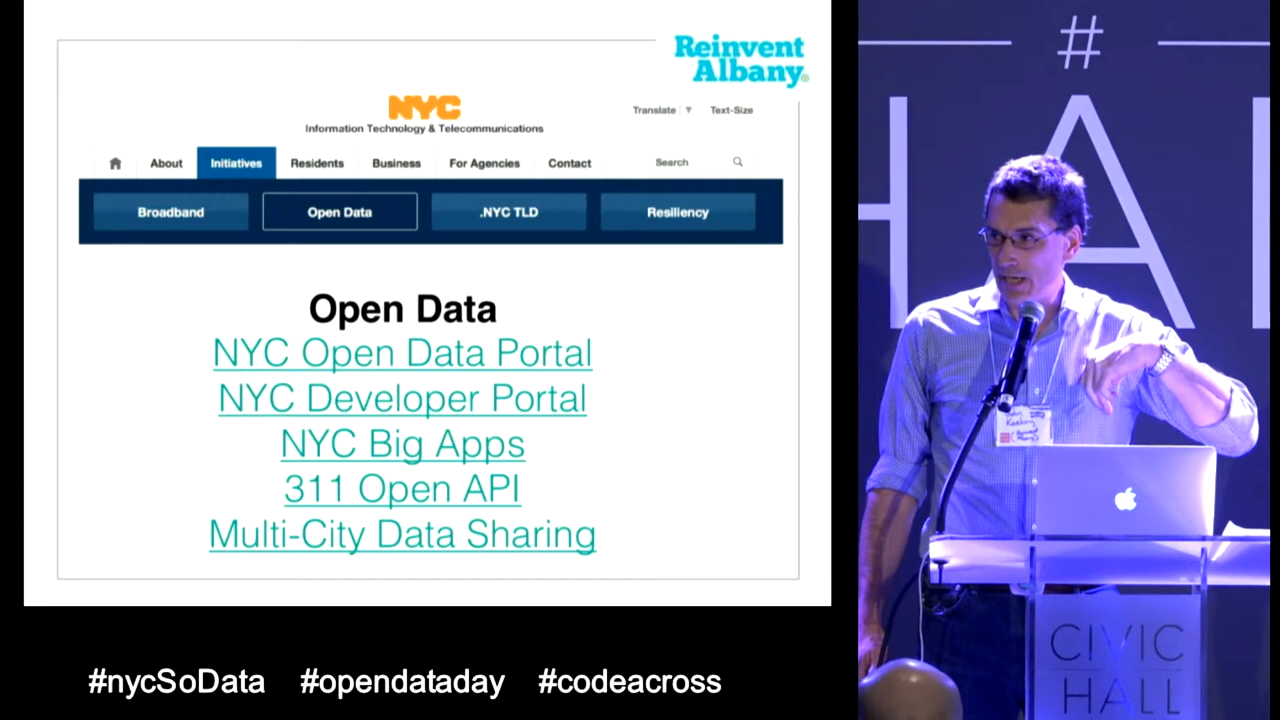 Reinvent
Albany
NYC
Information Technology & Telecommunications
Translate ▼ Text-Size
About Initiatives Residents Business For Agencies Contact Search
Broadband Open Data .NYC TLD Resiliency
Open Data
NYC Open Data Portal
NYC Developer Portal
NYC Big Apps
311 Open API
Multi-City Data Sharing
#nycSoData #opendataday #codeacross
#
HA
CIVIC
HALL